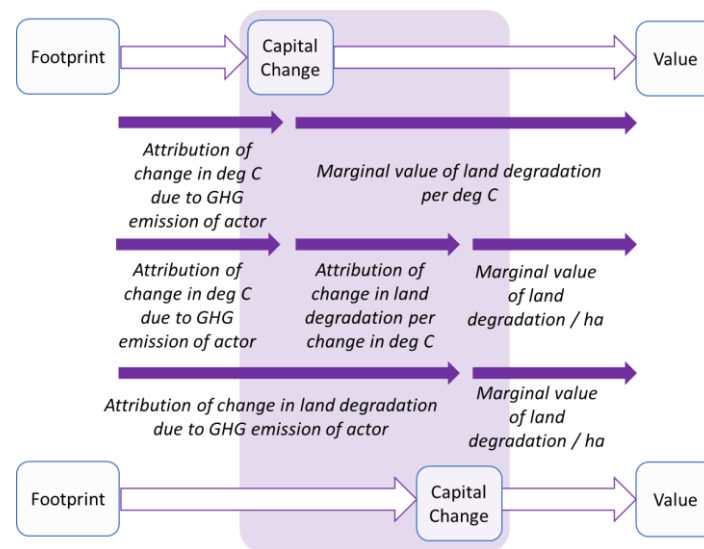 Footprint
Capital
Change
Value
Attribution of
change in deg C
due to GHG
emission of actor
Marginal value of land degradation
per deg C
Attribution of
change in deg C
due to GHG
emission of actor
Attribution of
change in land
degradation per
change in deg C
Marginal value
of land
degradation / ha
Attribution of change in land degradation
due to GHG emission of actor
Marginal value
of land
degradation / ha
Footprint
Capital
Change
Value